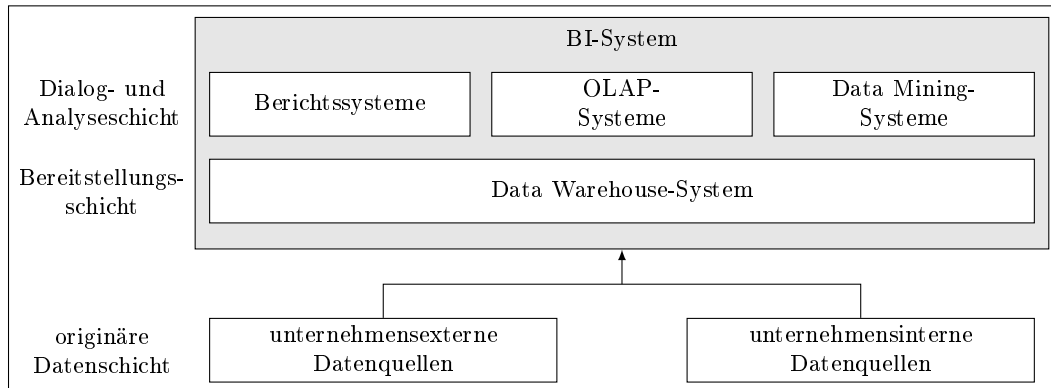 BI-System
Dialog- und
Analyseschicht
Berichtssysteme
OLAP-
Systeme
Data Mining-
Systeme
Bereitstellungs-
schicht
Data Warehouse-System
originäre
Datenschicht
unternehmensexterne
Datenquellen
unternehmensinterne
Datenquellen